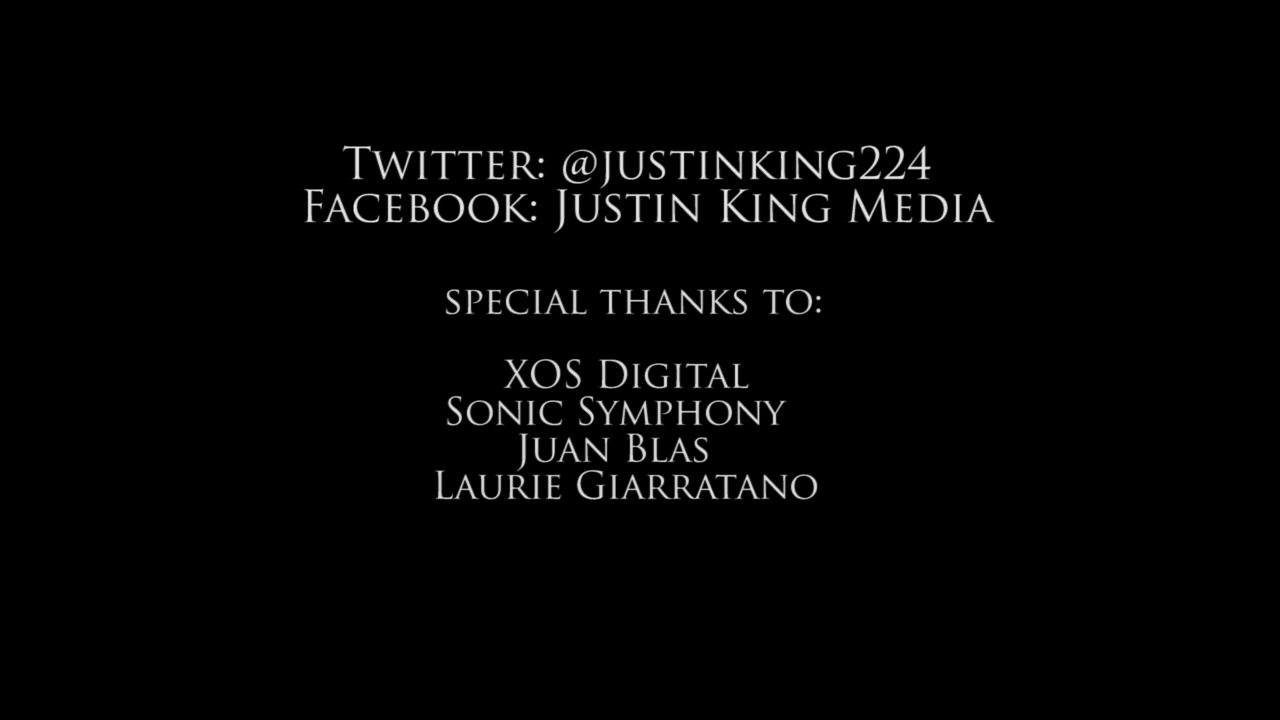 Twitter: @justinking224
Facebook: Justin King Media
special thanks to:
XOS Digital
Sonic Symphony
Juan Blas
Laurie Giarratano